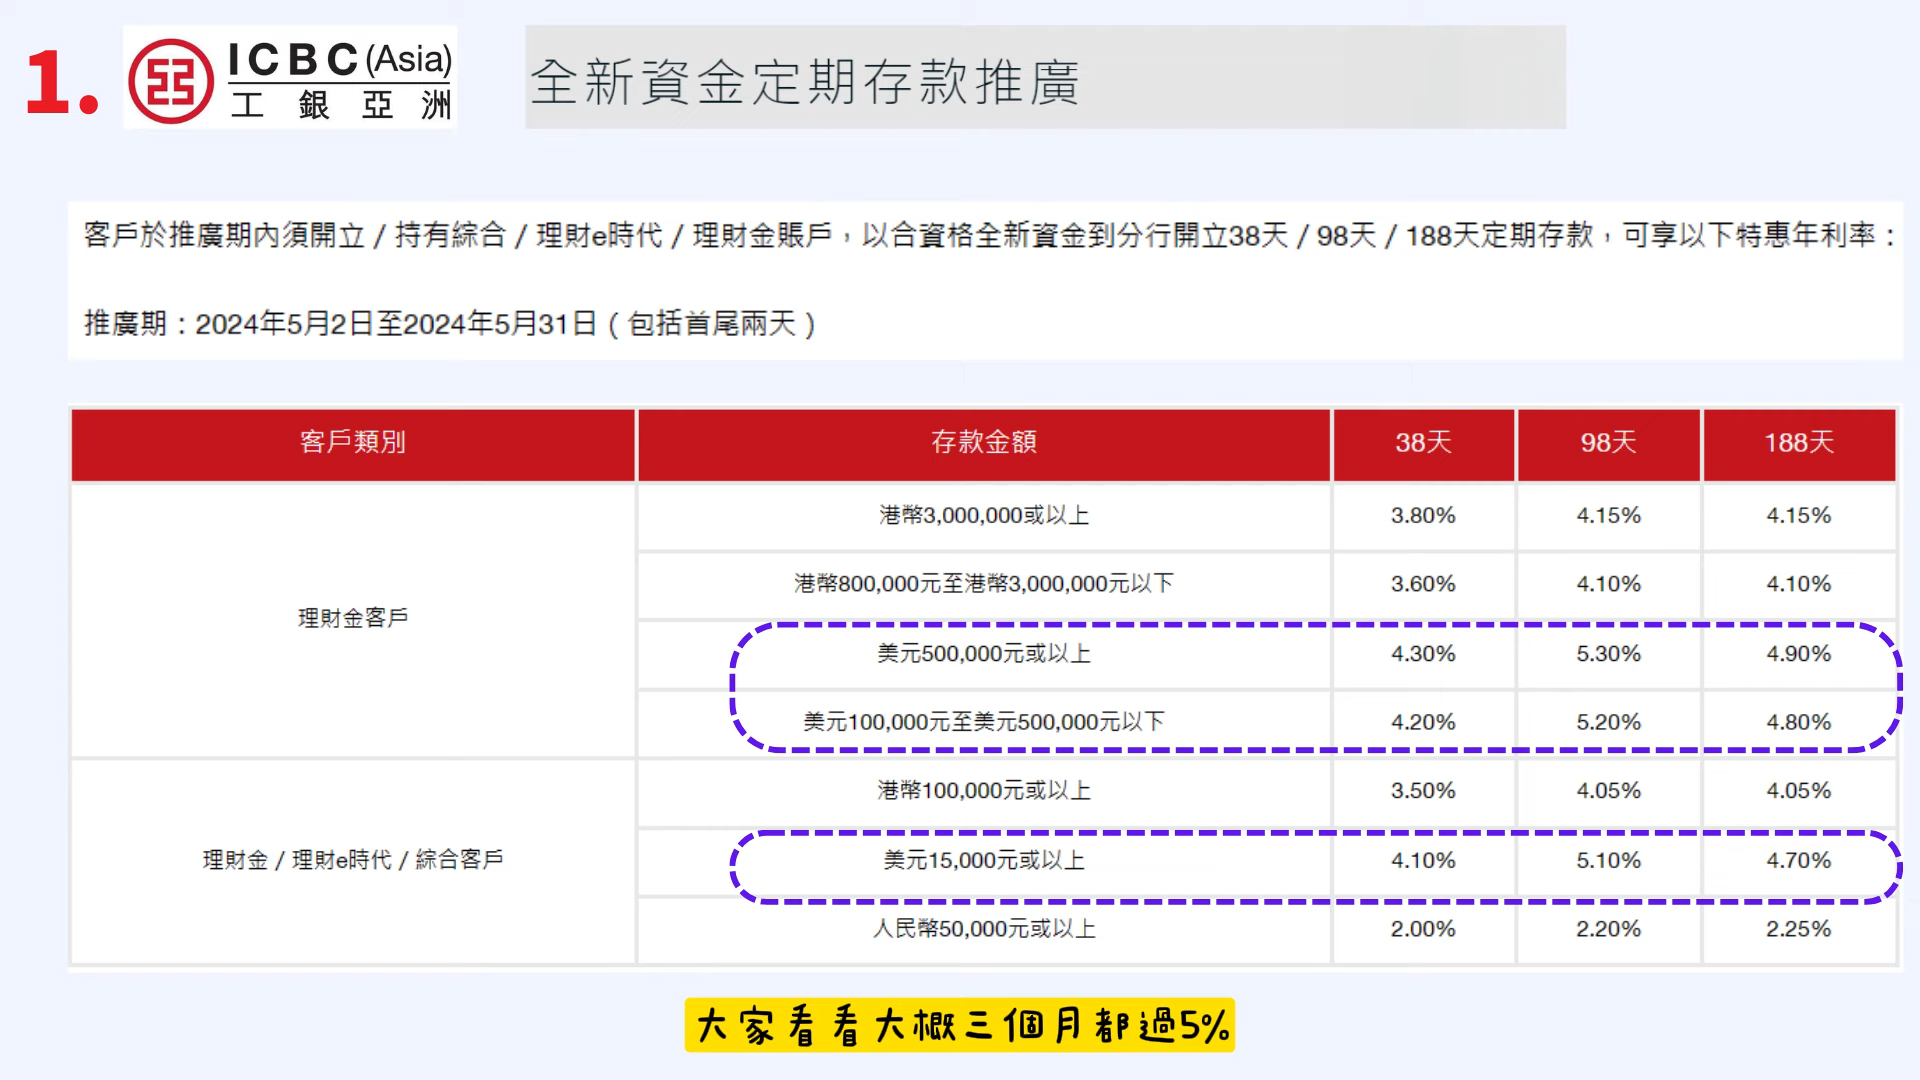 1.
ICBC (Asia)
工銀亞洲
全新資金定期存款推廣
客戶於推廣期內須開立 / 持有綜合 / 理財e時代 / 理財金賬戶，以合資格全新資金到分行開立38天 / 98天 / 188天定期存款，可享以下特惠年利率：
推廣期：2024年5月2日至2024年5月31日 ( 包括首尾兩天 )
客戶類別 存款金額 38天 98天 188天
港幣3,000,000或以上 3.80% 4.15% 4.15%
港幣800,000元至港幣3,000,000元以下 3.60% 4.10% 4.10%
理財金客戶
美元500,000元或以上 4.30% 5.30% 4.90%
美元100,000元至美元500,000元以下 4.20% 5.20% 4.80%
港幣100,000元或以上 3.50% 4.05% 4.05%
理財金 / 理財e時代 / 綜合客戶 美元15,000元或以上 4.10% 5.10% 4.70%
人民幣50,000元或以上 2.00% 2.20% 2.25%
大家看看大概三個月都過5%